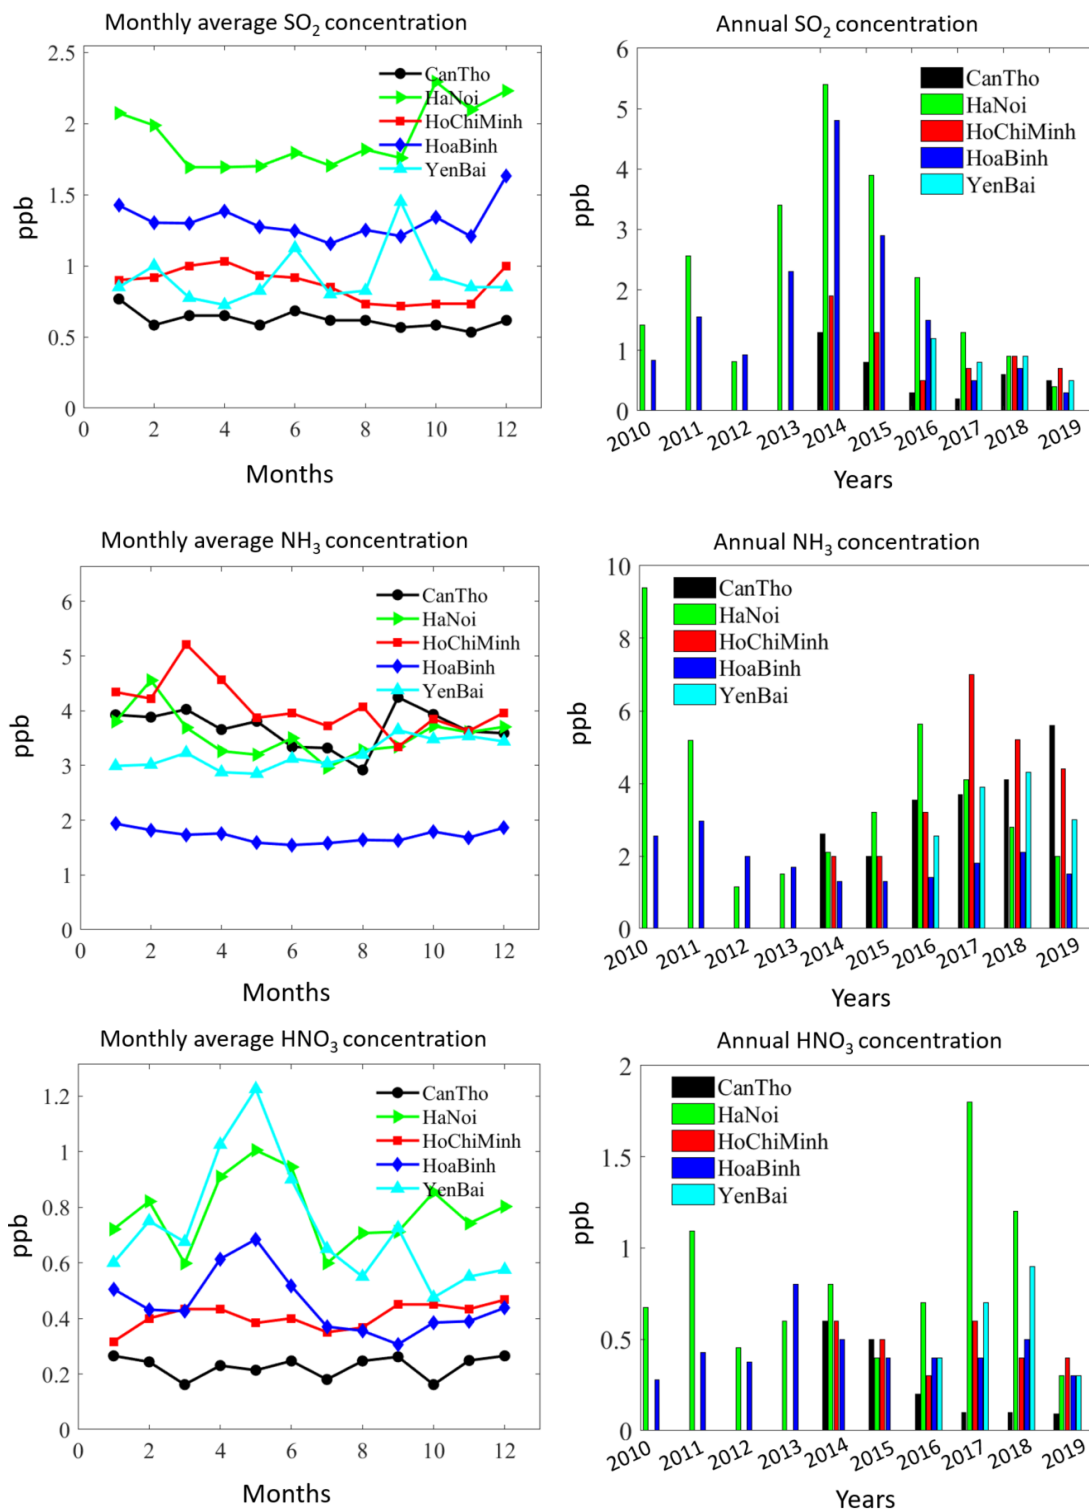 Monthly average SO2 concentration
2.5
2
1.5
1
0.5
0
0 2 4 6 8 10 12
ppb
Months
CanTho
HaNoi
HoChiMinh
HoaBinh
YenBai
Annual SO2 concentration
6
5
4
3
2
1
0
2010 2011 2012 2013 2014 2015 2016 2017 2018 2019
ppb
Years
CanTho
HaNoi
HoChiMinh
HoaBinh
YenBai
Monthly average NH3 concentration
6
5
4
3
2
1
0
0 2 4 6 8 10 12
ppb
Months
CanTho
HaNoi
HoChiMinh
HoaBinh
YenBai
Annual NH3 concentration
10
8
6
4
2
0
2010 2011 2012 2013 2014 2015 2016 2017 2018 2019
ppb
Years
CanTho
HaNoi
HoChiMinh
HoaBinh
YenBai
Monthly average HNO3 concentration
1.2
1
0.8
0.6
0.4
0.2
0
0 2 4 6 8 10 12
ppb
Months
CanTho
HaNoi
HoChiMinh
HoaBinh
YenBai
Annual HNO3 concentration
2
1.5
1
0.5
0
2010 2011 2012 2013 2014 2015 2016 2017 2018 2019
ppb
Years
CanTho
HaNoi
HoChiMinh
HoaBinh
YenBai